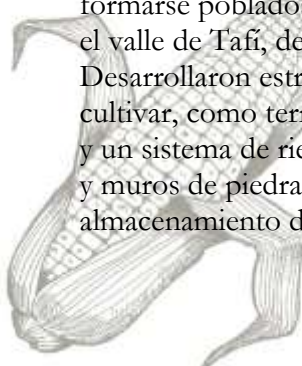 formarse poblado
el valle de Tafí, de
Desarrollaron estr
cultivar, como terr
y un sistema de rie
y muros de piedra
almacenamiento d